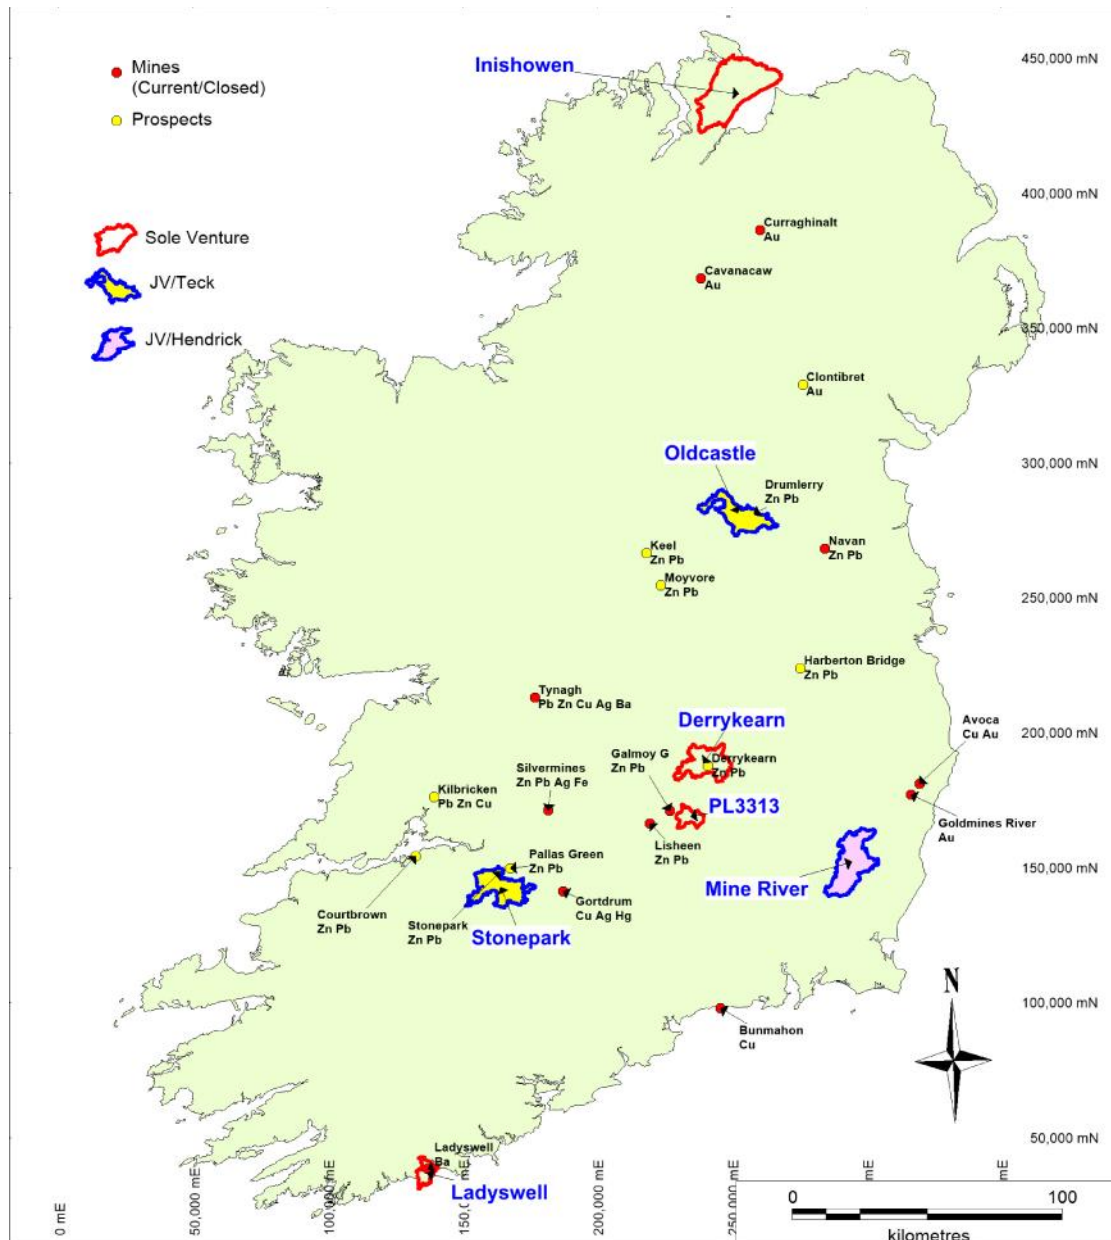 Mines
(Current/Closed)
Prospects
Sole Venture
JV/Teck
JV/Hendrick
Inishowen
450,000 mN
400,000 mN
Curraghinalt
Au
Cavanacaw
Au
350,000 mN
Clontibret
Au
300,000 mN
Oldcastle
Drumlerry
Zn Pb
Navan
Zn Pb
Keel
Zn Pb
Moyvore
Zn Pb
250,000 mN
Harberton Bridge
Zn Pb
Tynagh
Pb Zn Cu Ag Ba
200,000 mN
Derrykearn
Derrykearn
Zn Pb
Avoca
Cu Au
Galmoy G
Zn Pb
Silvermines
Zn Pb Ag Fe
Kilbricken
Pb Zn Cu
PL3313
Goldmines River
Au
Lisheen
Zn Pb
150,000 mN
Pallas Green
Zn Pb
Mine River
Courtbrown
Zn Pb
Stonepark
Zn Pb
Gortdrum
Cu Ag Hg
Stonepark
N
100,000 mN
Bunmahon
Cu
50,000 mN
Ladyswell
Ba
Ladyswell
0 mE
100,000 mE
150,000 mE
200,000 mE
250,000 mE
mE
mE
0
100
kilometres